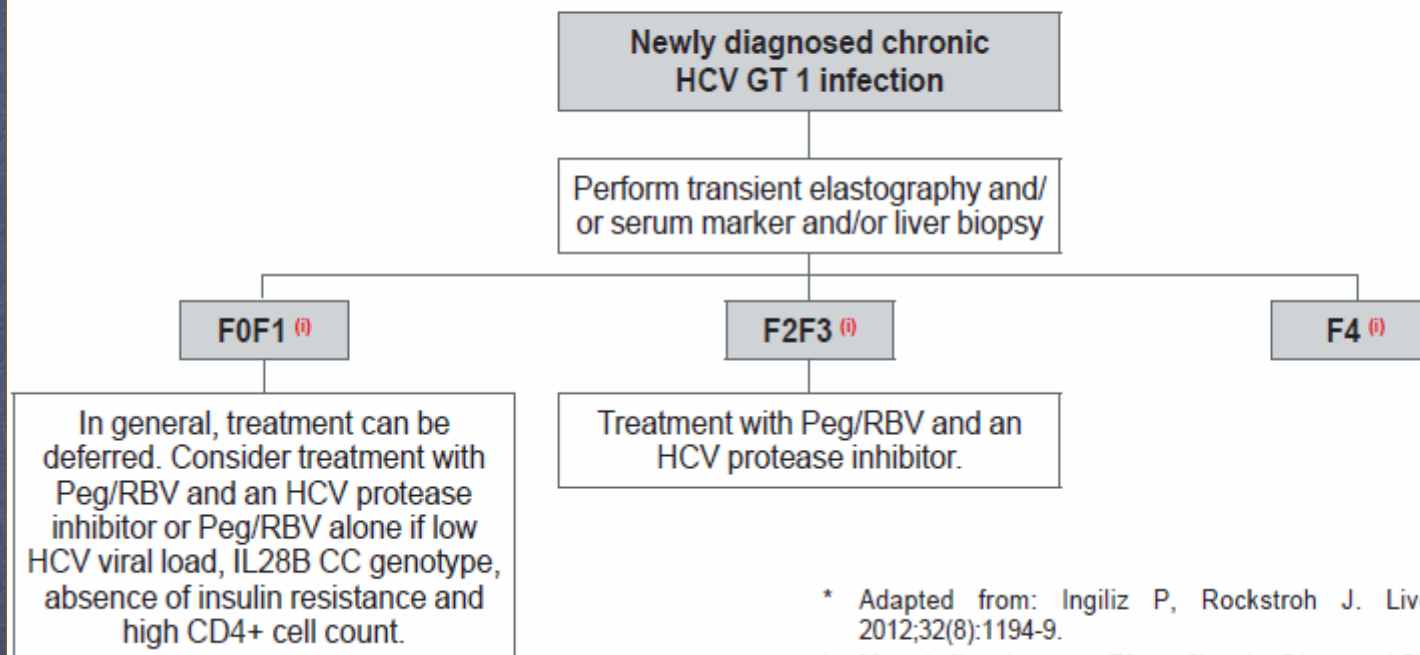 Newly diagnosed chronic
HCV GT 1 infection
Perform transient elastography and/
or serum marker and/or liver biopsy
F0F1 (i)
F2F3 (i)
F4 (i)
In general, treatment can be
deferred. Consider treatment with
Peg/RBV and an HCV protease
inhibitor or Peg/RBV alone if low
HCV viral load, IL28B CC genotype,
absence of insulin resistance and
high CD4+ cell count.
Treatment with Peg/RBV and an
HCV protease inhibitor.
* Adapted from: Ingiliz P, Rockstroh J.
2012;32(8):1194-9.